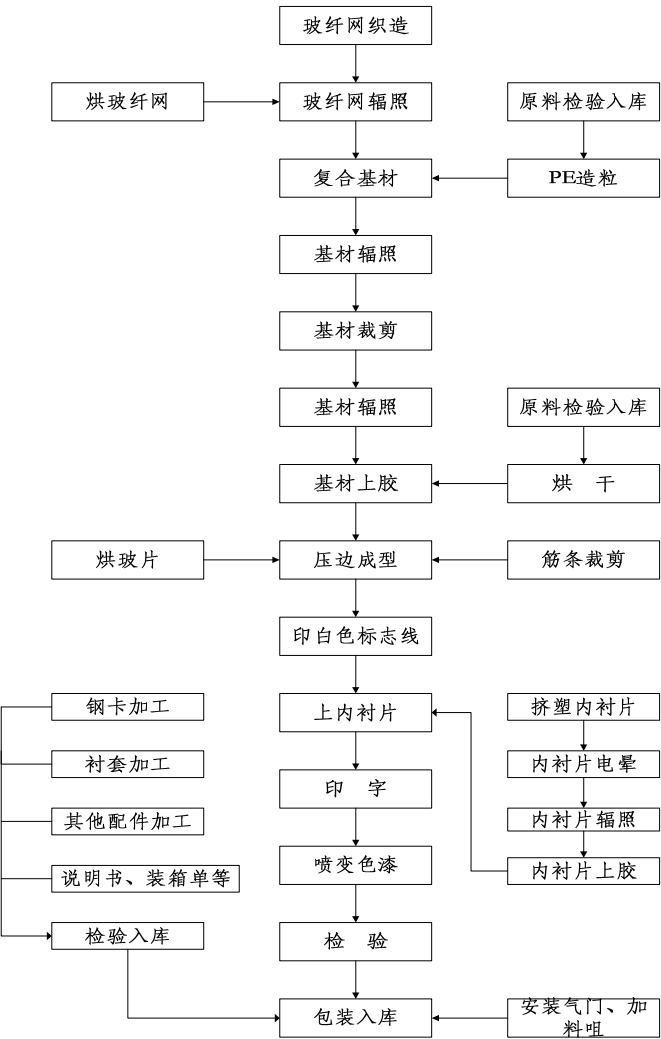 玻纤网织造
烘玻纤网
玻纤网辐照
原料检验入库
复合基材
PE造粒
基材辐照
基材裁剪
基材辐照
原料检验入库
基材上胶
烘 干
烘玻片
压边成型
筋条裁剪
印白色标志线
钢卡加工
上内衬片
挤塑内衬片
衬套加工
内衬片电晕
印 字
其他配件加工
内衬片辐照
喷变色漆
说明书、装箱单等
内衬片上胶
检验入库
检 验
包装入库
安装气门、加
料咀